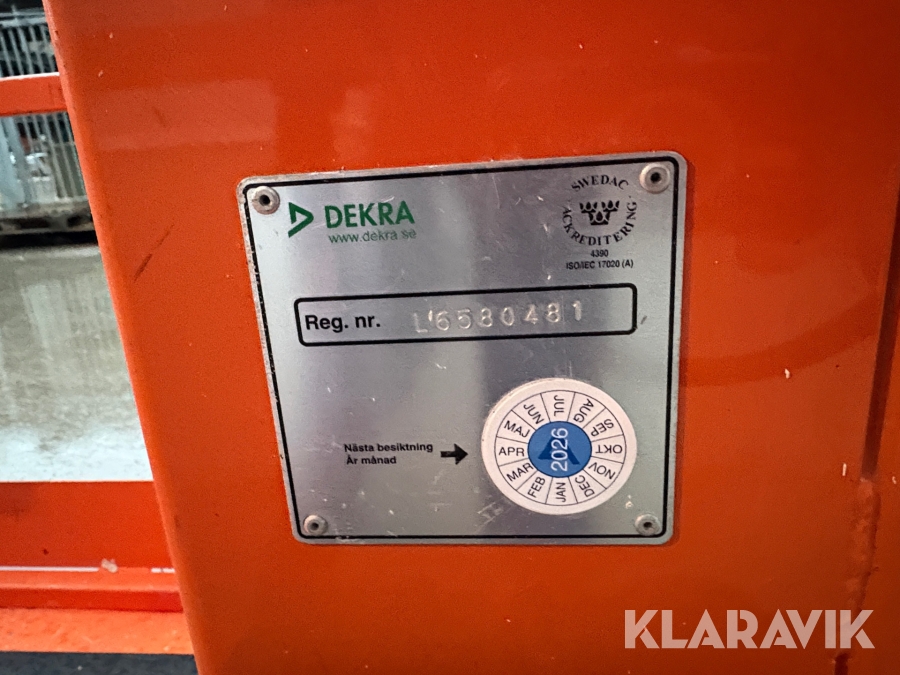 DEKRA
www.dekra.se
SWEDAC
ACKREDITERING
4390
ISO/IEC 17020 (A)
Reg. nr. L6580481
Nästa besiktning
År månad
JAN
FEB
MAR
APR
MAJ
JUN
JUL
AUG
SEP
OKT
NOV
DEC
2026
KLARAVIK